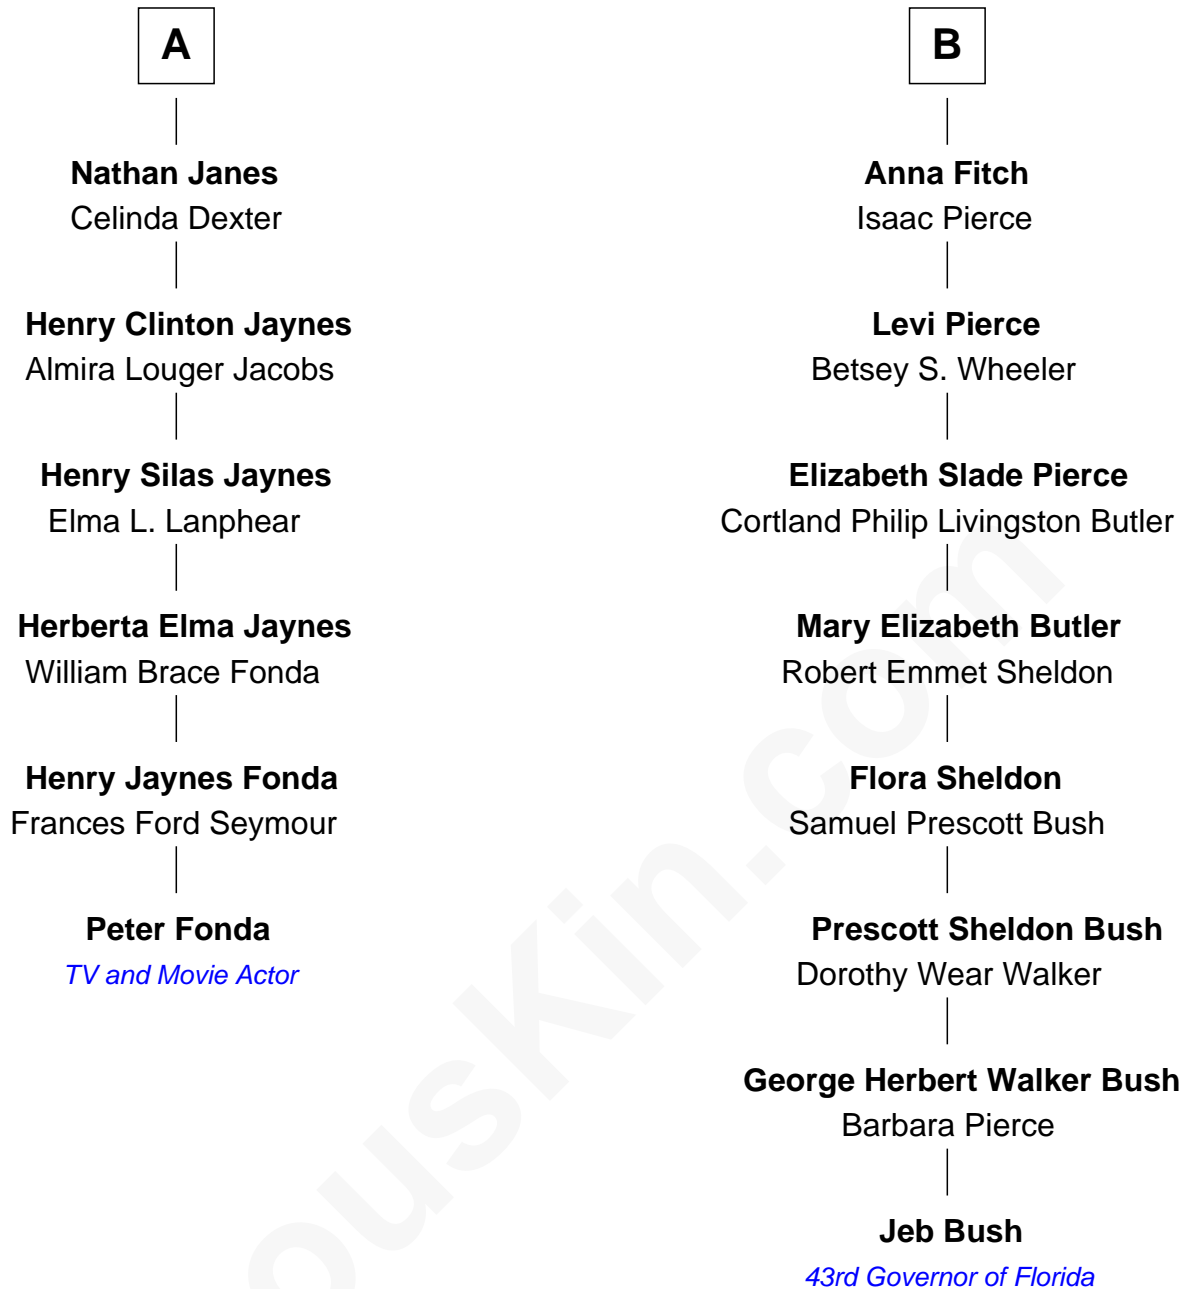 A
Nathan Janes
Celinda Dexter
Henry Clinton Jaynes
Almira Louger Jacobs
Henry Silas Jaynes
Elma L. Lanphear
Herberta Elma Jaynes
William Brace Fonda
Henry Jaynes Fonda
Frances Ford Seymour
Peter Fonda
TV and Movie Actor
B
Anna Fitch
Isaac Pierce
Levi Pierce
Betsey S. Wheeler
Elizabeth Slade Pierce
Cortland Philip Livingston Butler
Mary Elizabeth Butler
Robert Emmet Sheldon
Flora Sheldon
Samuel Prescott Bush
Prescott Sheldon Bush
Dorothy Wear Walker
George Herbert Walker Bush
Barbara Pierce
Jeb Bush
43rd Governor of Florida
ousKin.com